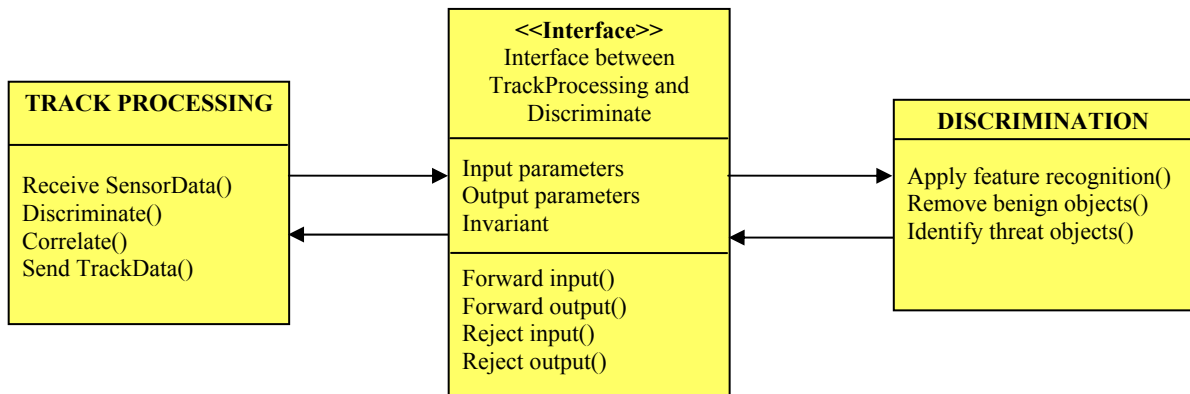 TRACK PROCESSING
Receive SensorData()
Discriminate()
Correlate()
Send TrackData()
<<Interface>>
Interface between
TrackProcessing and
Discriminate
Input parameters
Output parameters
Invariant
Forward input()
Forward output()
Reject input()
Reject output()
DISCRIMINATION
Apply feature recognition()
Remove benign objects()
Identify threat objects()